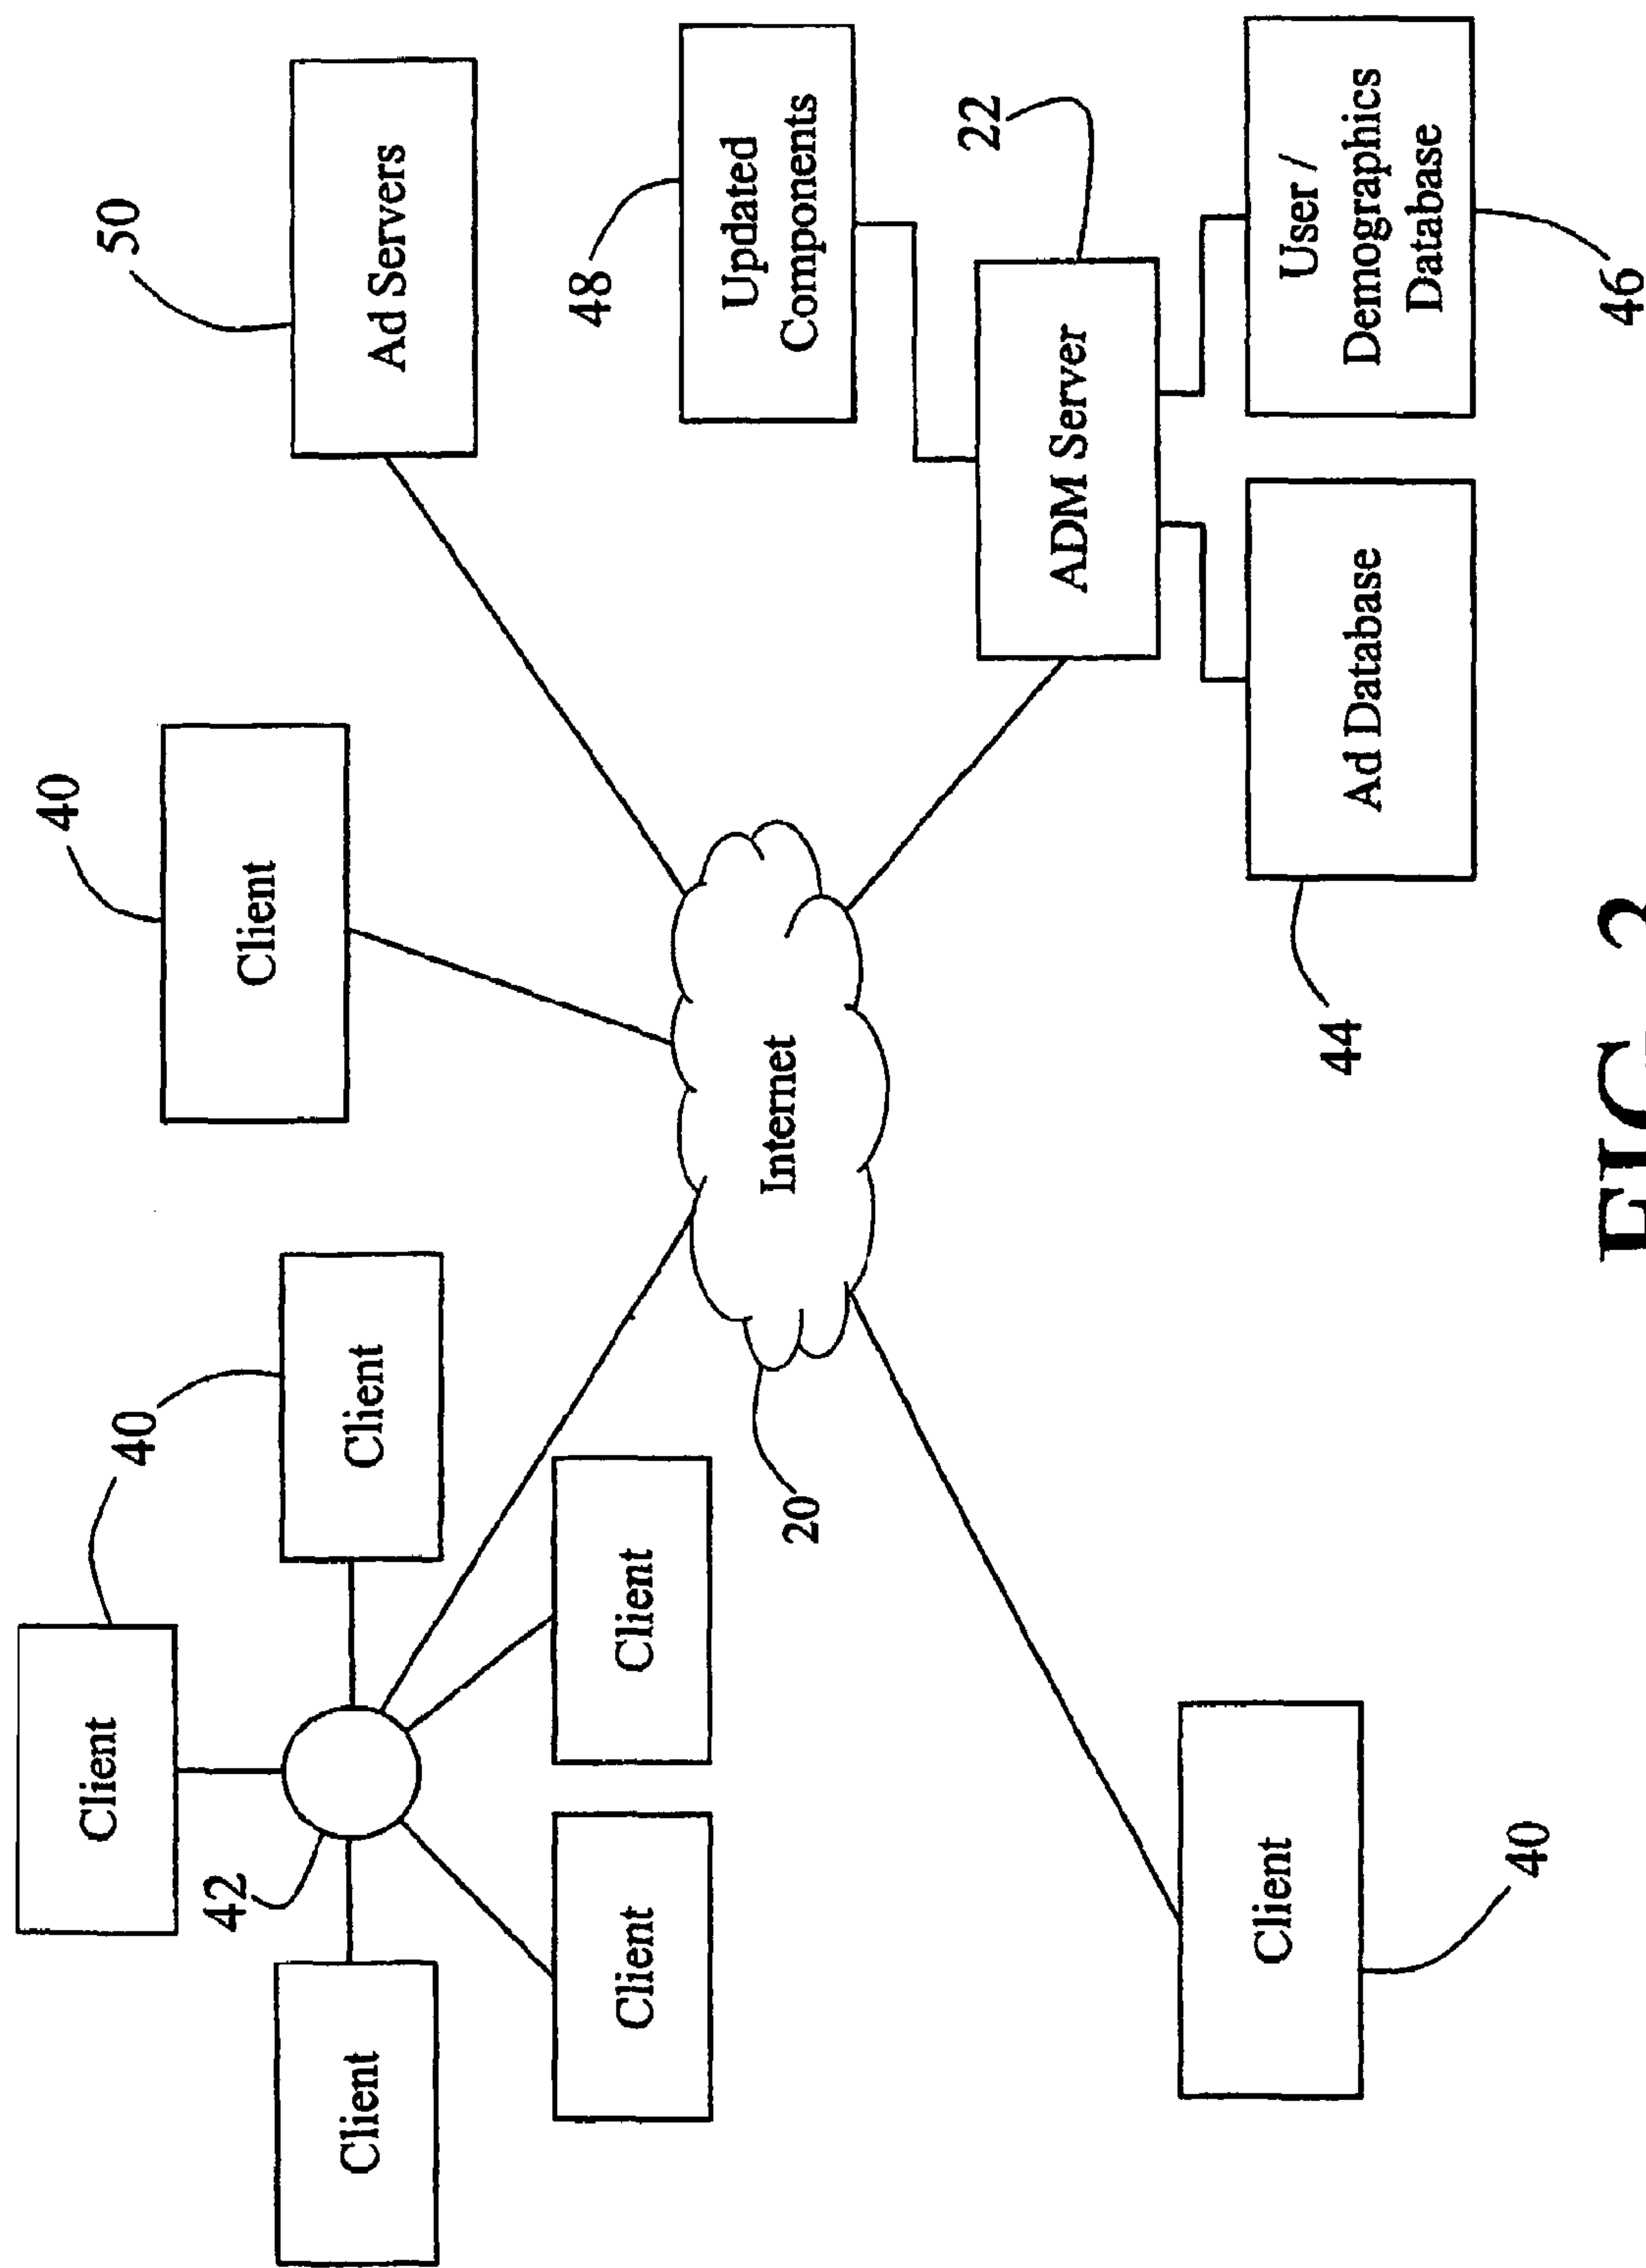 40
Client
50
40
42
Client
Client
Client
Ad Servers
48
Client
Client
Updated
Components
Internet
20
22
ADM Server
Client
User /
Demographics
Database
Ad Database
44
40
46
FIG